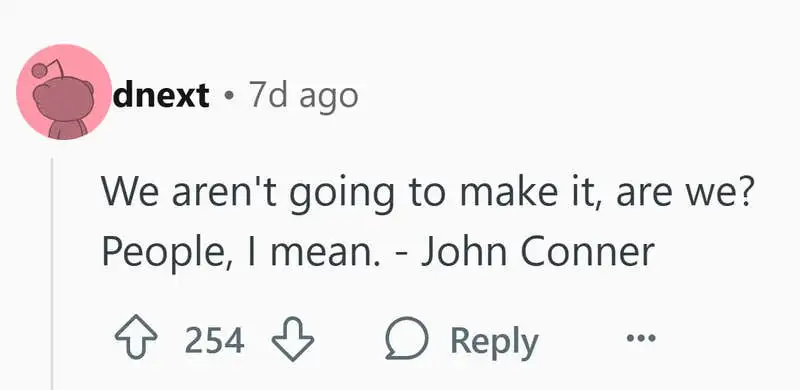 dnext • 7d ago
We aren't going to make it, are we?
People, I mean. - John Conner
254 Reply ...